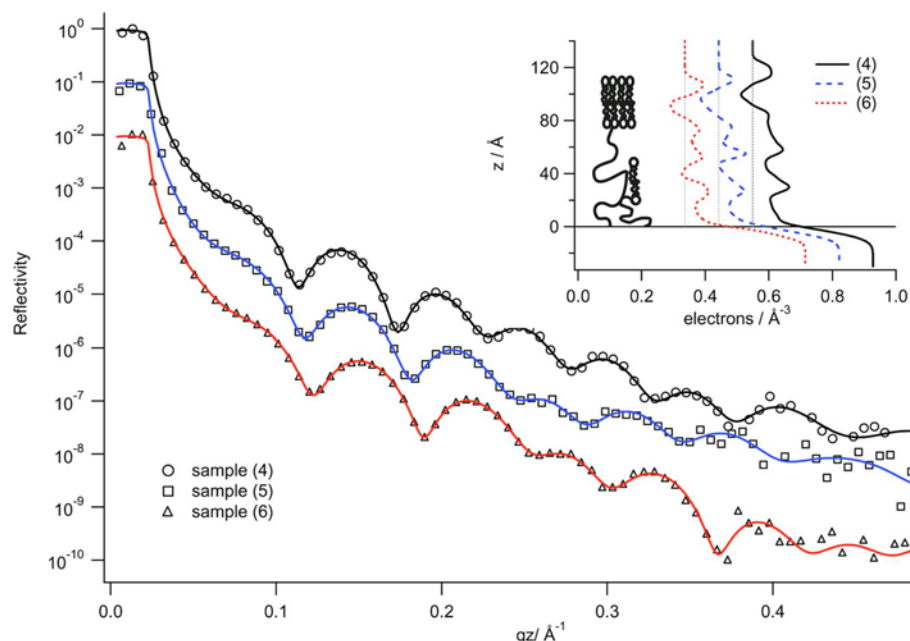 10^0
10^-1
10^-2
10^-3
10^-4
10^-5
10^-6
10^-7
10^-8
10^-9
10^-10
Reflectivity
0.0 0.1 0.2 0.3 0.4
qz/ Å^-1
sample (4)
sample (5)
sample (6)
120
80
40
0
z / Å
0.0 0.2 0.4 0.6 0.8 1.0
electrons / Å^-3
(4)
(5)
(6)